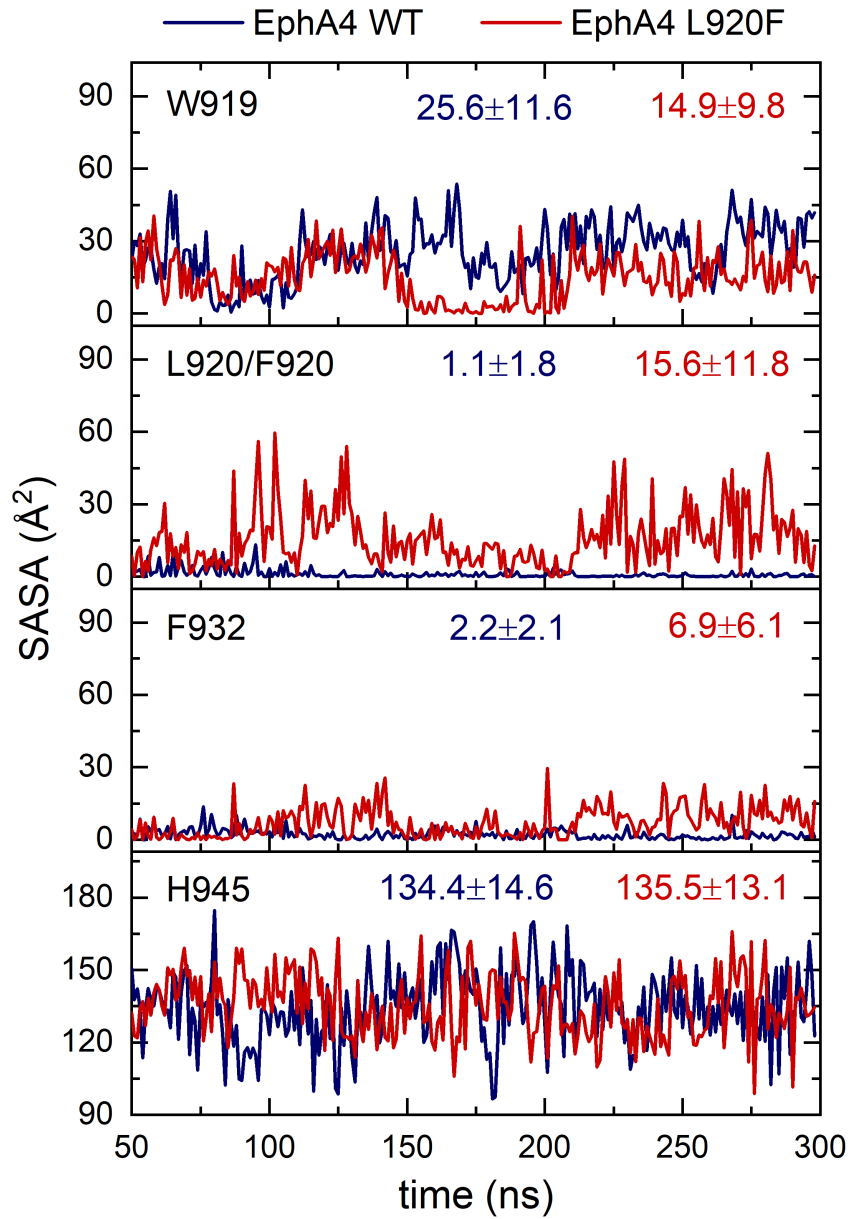 EphA4 WT EphA4 L920F
W919 25.6±11.6 14.9±9.8
90
60
30
0
L920/F920 1.1±1.8 15.6±11.8
90
60
30
0
SASA (Å²)
F932 2.2±2.1 6.9±6.1
90
60
30
0
H945 134.4±14.6 135.5±13.1
180
150
120
90
50 100 150 200 250 300
time (ns)